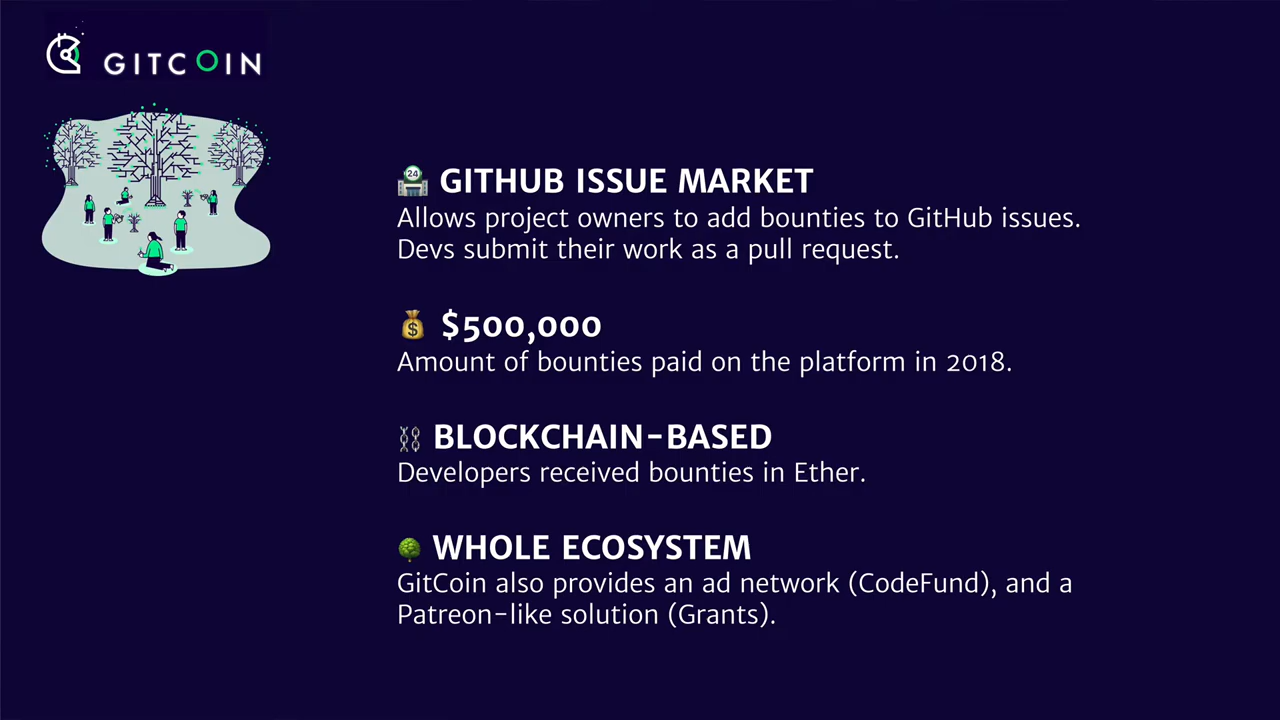 GITCOIN
24
GITHUB ISSUE MARKET
Allows project owners to add bounties to GitHub issues.
Devs submit their work as a pull request.
$
$500,000
Amount of bounties paid on the platform in 2018.
BLOCKCHAIN-BASED
Developers received bounties in Ether.
WHOLE ECOSYSTEM
GitCoin also provides an ad network (CodeFund), and a
Patreon-like solution (Grants).